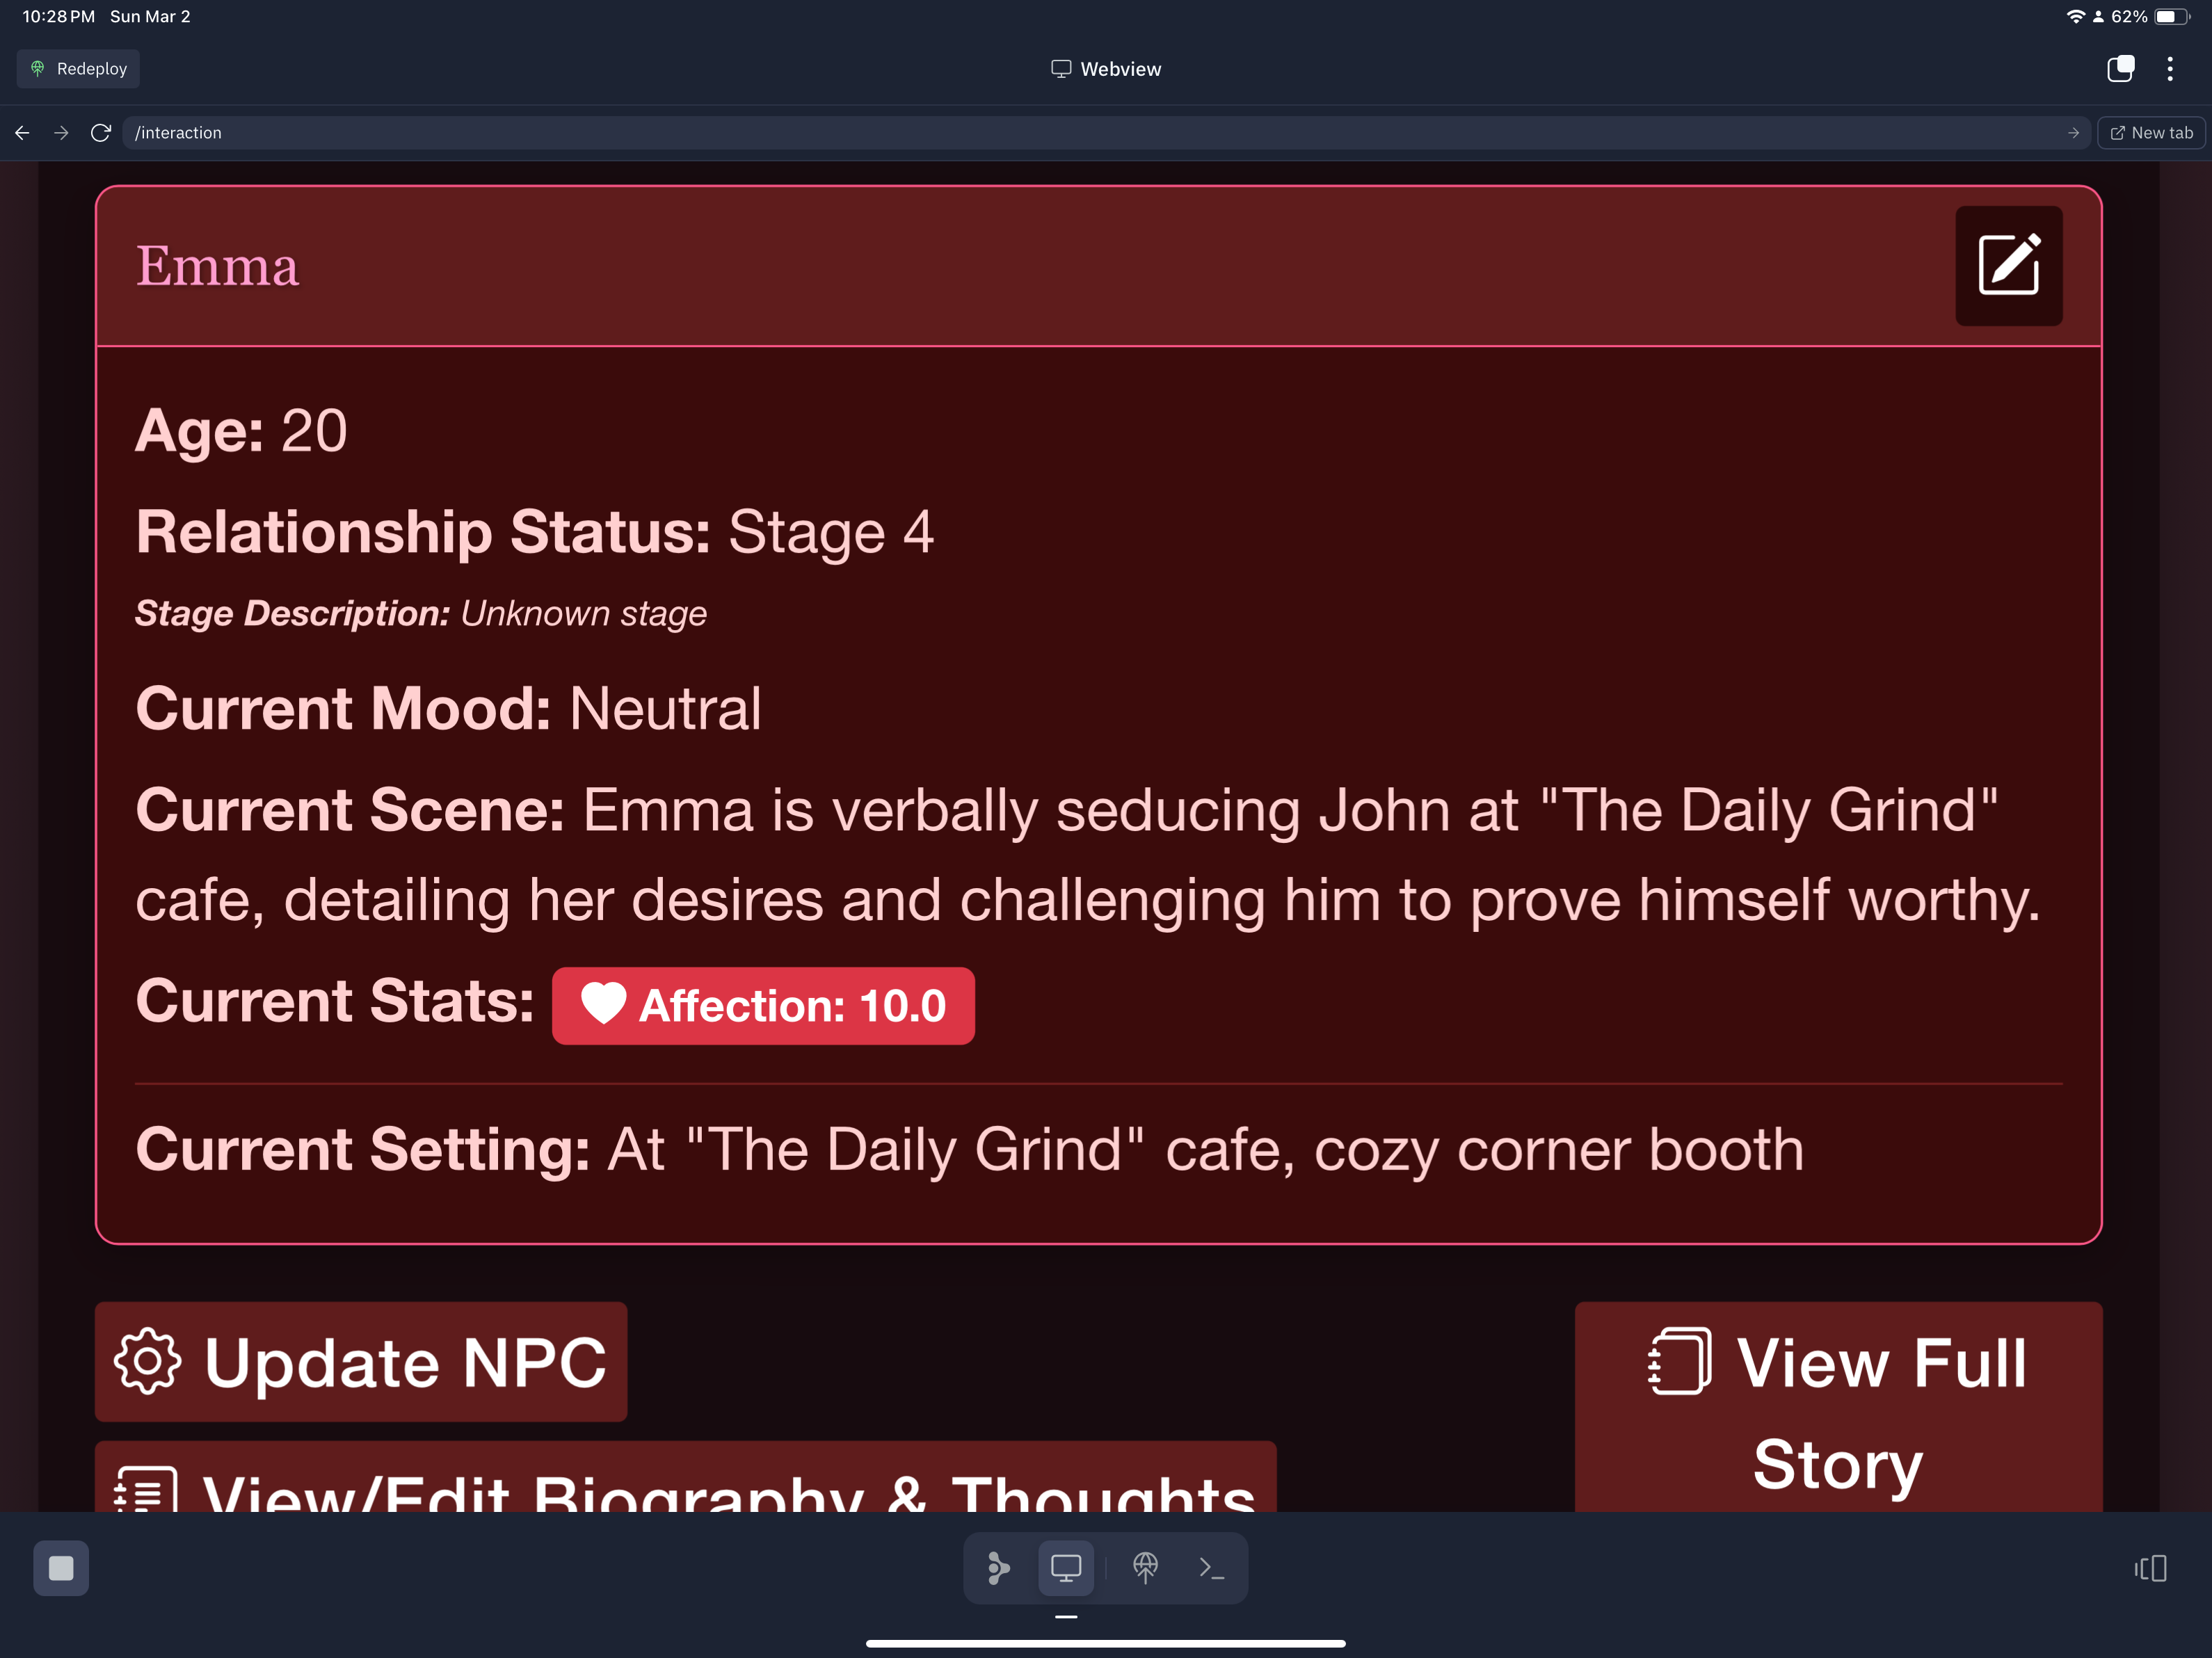 10:28 PM Sun Mar 2
62%
Redeploy
Webview
/interaction
New tab
Emma
Age: 20
Relationship Status: Stage 4
Stage Description: Unknown stage
Current Mood: Neutral
Current Scene: Emma is verbally seducing John at "The Daily Grind"
cafe, detailing her desires and challenging him to prove himself worthy.
Current Stats: Affection: 10.0
Current Setting: At "The Daily Grind" cafe, cozy corner booth
Update NPC
View Full
Story
View/Edit Biography & Thoughts